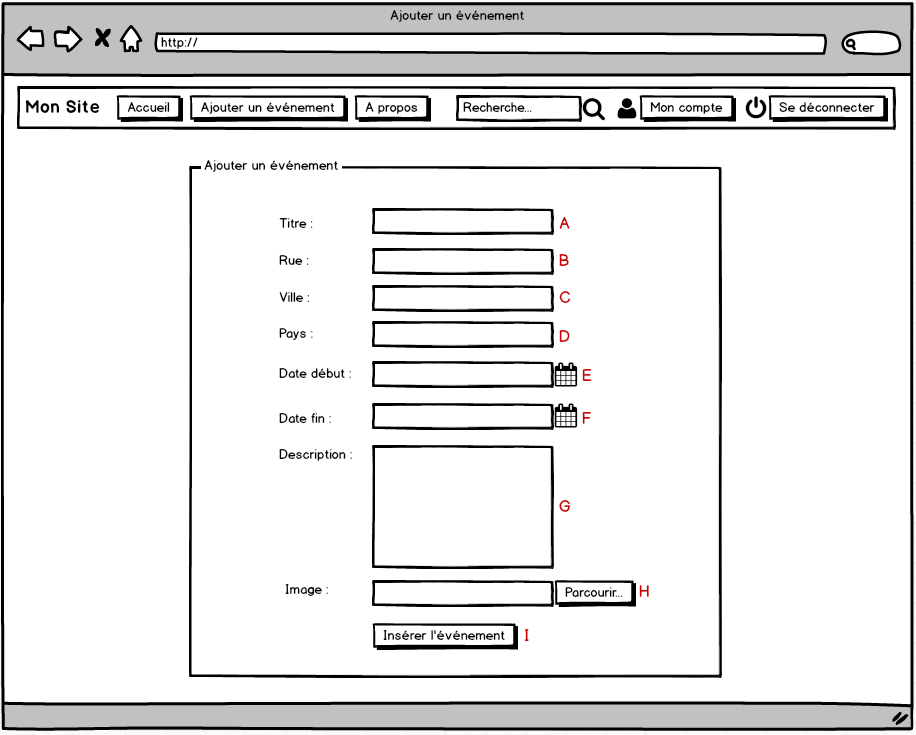 Ajouter un événement
http://
Mon Site Accueil Ajouter un événement A propos Recherche... Mon compte Se déconnecter
Ajouter un événement
Titre : A
Rue : B
Ville : C
Pays : D
Date début : E
Date fin : F
Description : G
Image : Parcourir... H
Insérer l'événement I